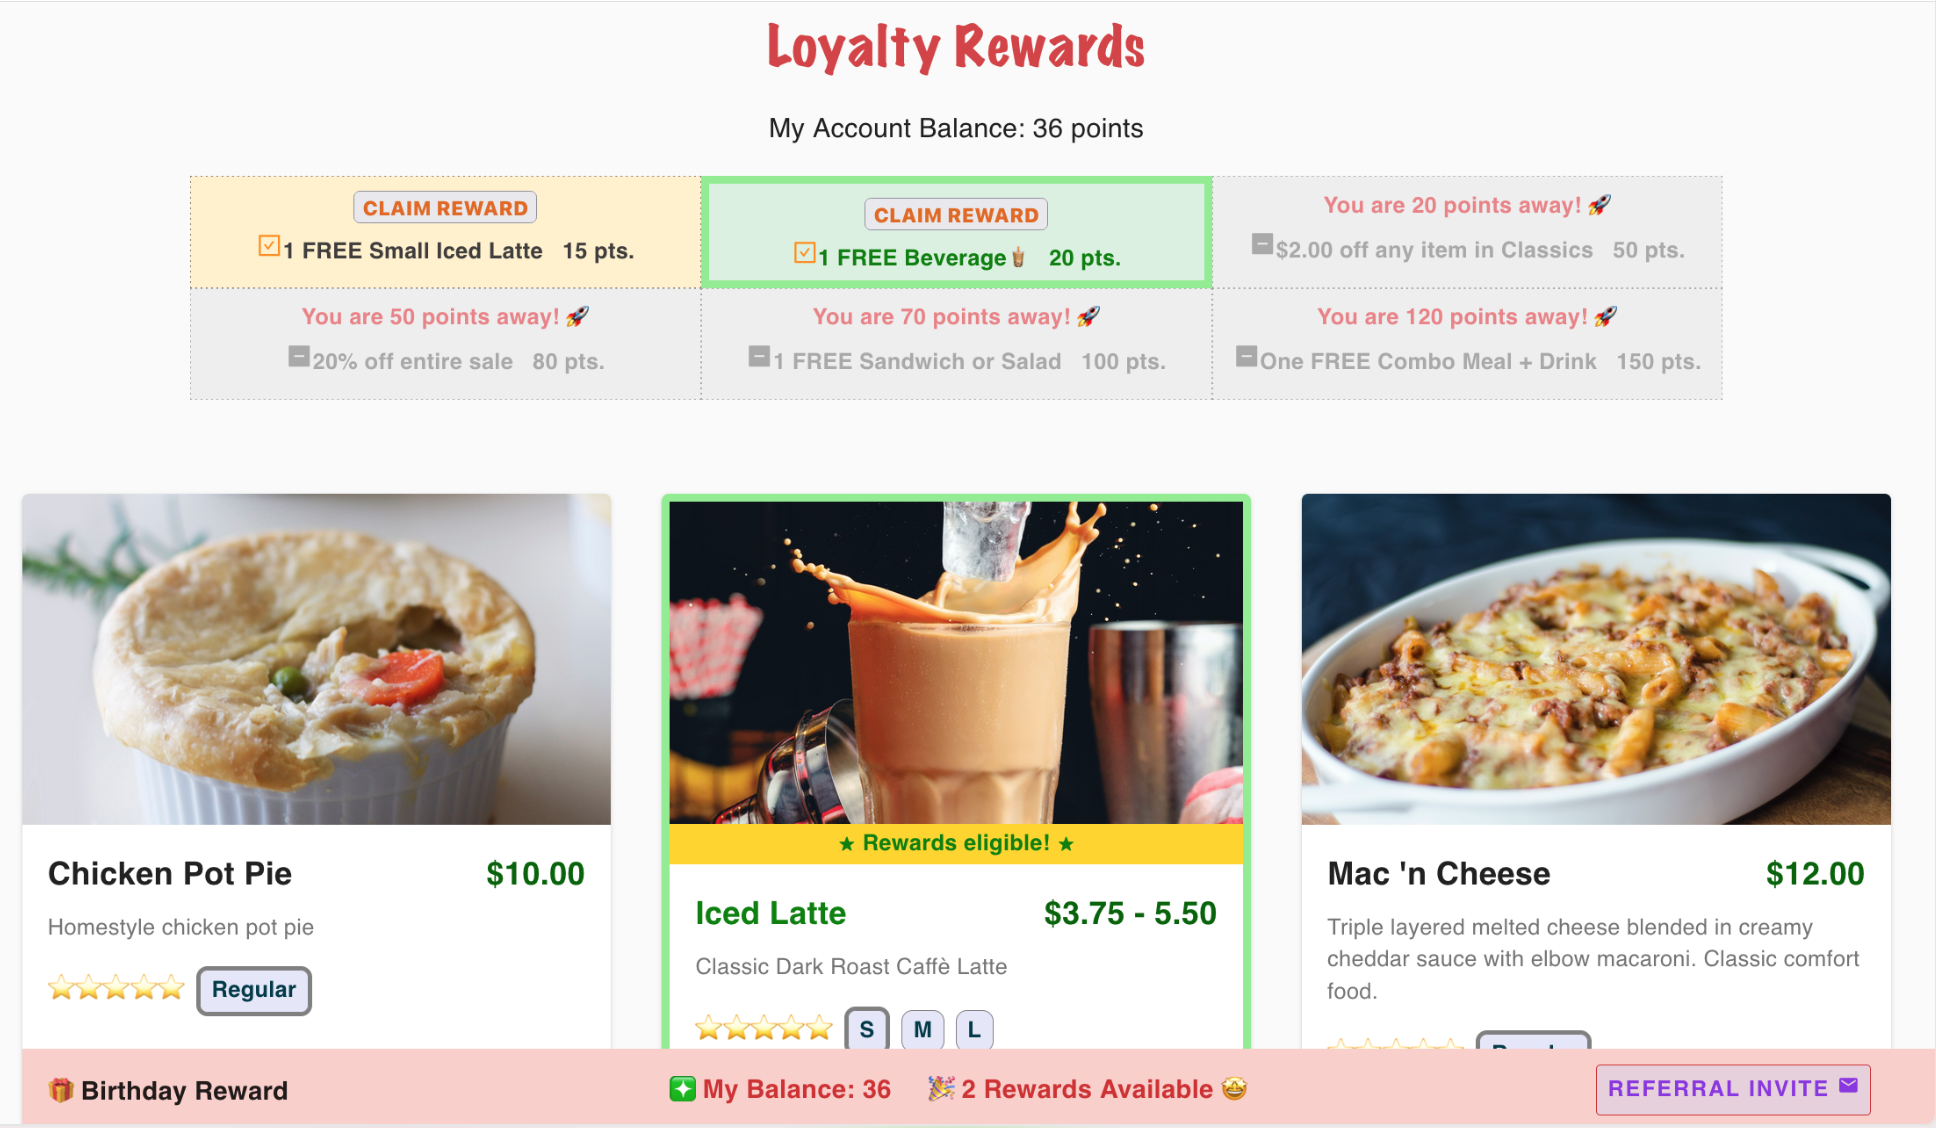 Loyalty Rewards
My Account Balance: 36 points
CLAIM REWARD
1 FREE Small Iced Latte 15 pts.
CLAIM REWARD
1 FREE Beverage🧋 20 pts.
You are 20 points away! 🚀
$2.00 off any item in Classics 50 pts.
You are 50 points away! 🚀
20% off entire sale 80 pts.
You are 70 points away! 🚀
1 FREE Sandwich or Salad 100 pts.
You are 120 points away! 🚀
One FREE Combo Meal + Drink 150 pts.
Chicken Pot Pie $10.00
Homestyle chicken pot pie
⭐⭐⭐⭐⭐ Regular
★ Rewards eligible! ★
Iced Latte $3.75 - 5.50
Classic Dark Roast Caffè Latte
⭐⭐⭐⭐⭐ S M L
Mac 'n Cheese $12.00
Triple layered melted cheese blended in creamy
cheddar sauce with elbow macaroni. Classic comfort
food.
🎁 Birthday Reward
❇️ My Balance: 36 🎉 2 Rewards Available 🤩
REFERRAL INVITE